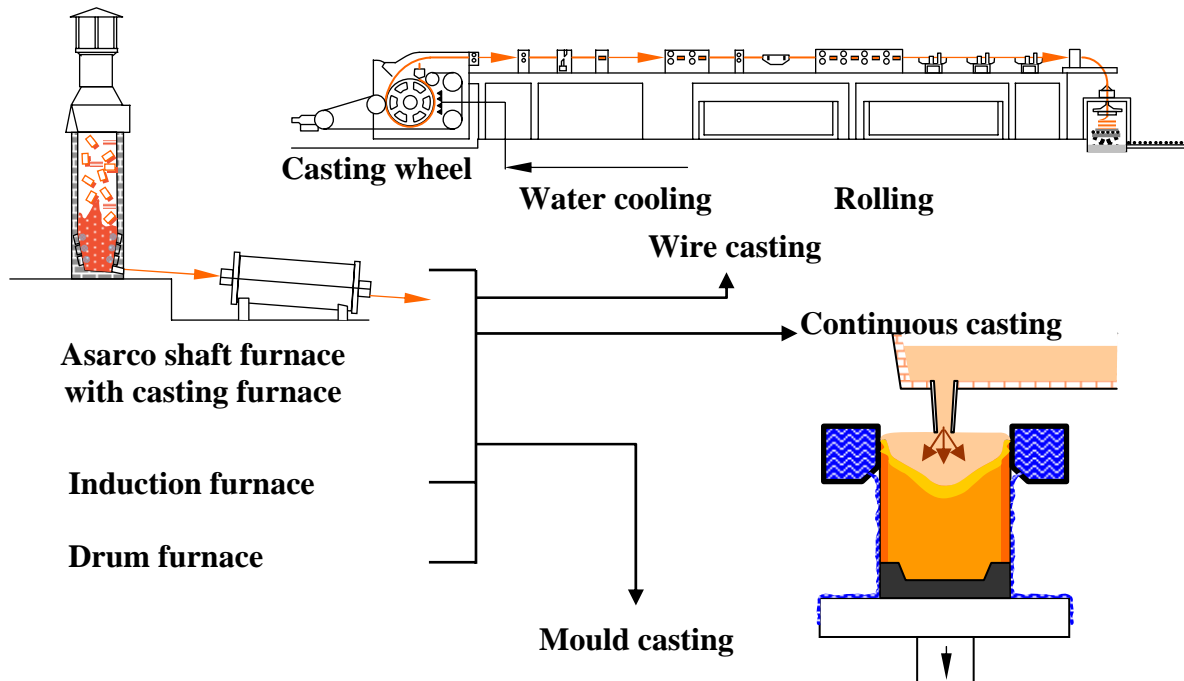 Casting wheel
Water cooling
Rolling
Wire casting
Continuous casting
Asarco shaft furnace
with casting furnace
Induction furnace
Drum furnace
Mould casting